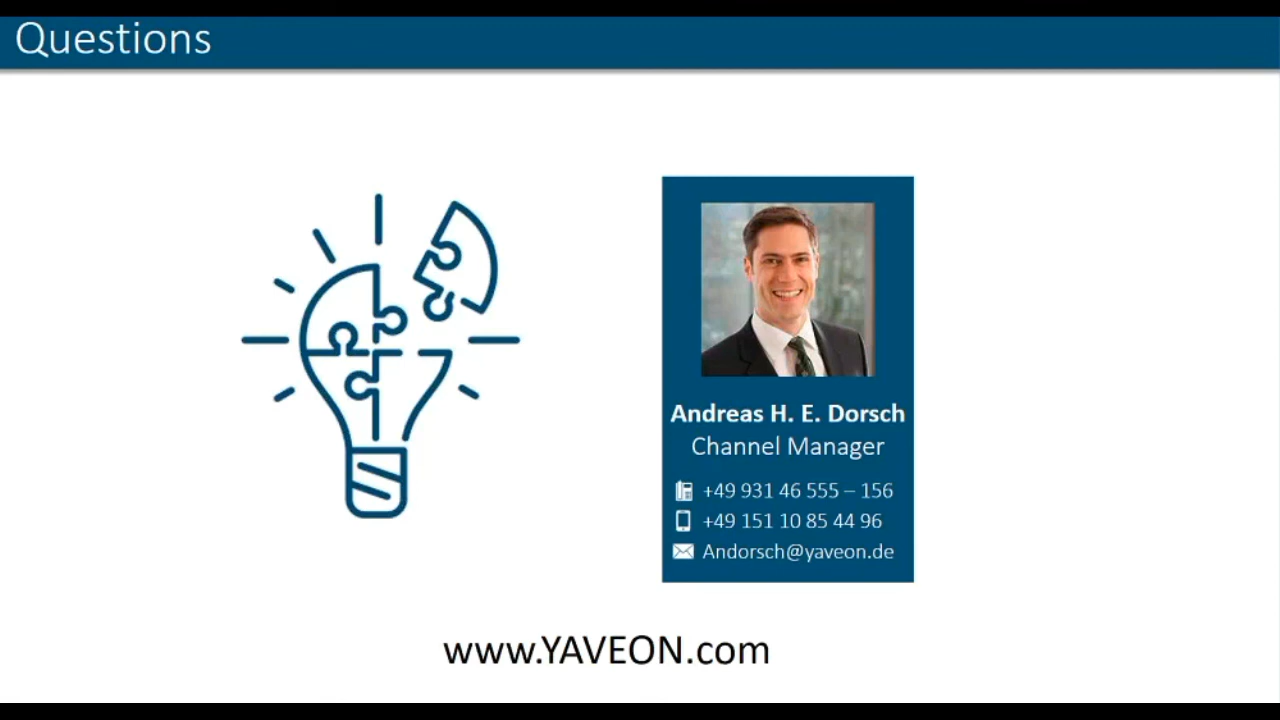 Questions
Andreas H. E. Dorsch
Channel Manager
+49 931 46 555 – 156
+49 151 10 85 44 96
Andorsch@yaveon.de
www.YAVEON.com